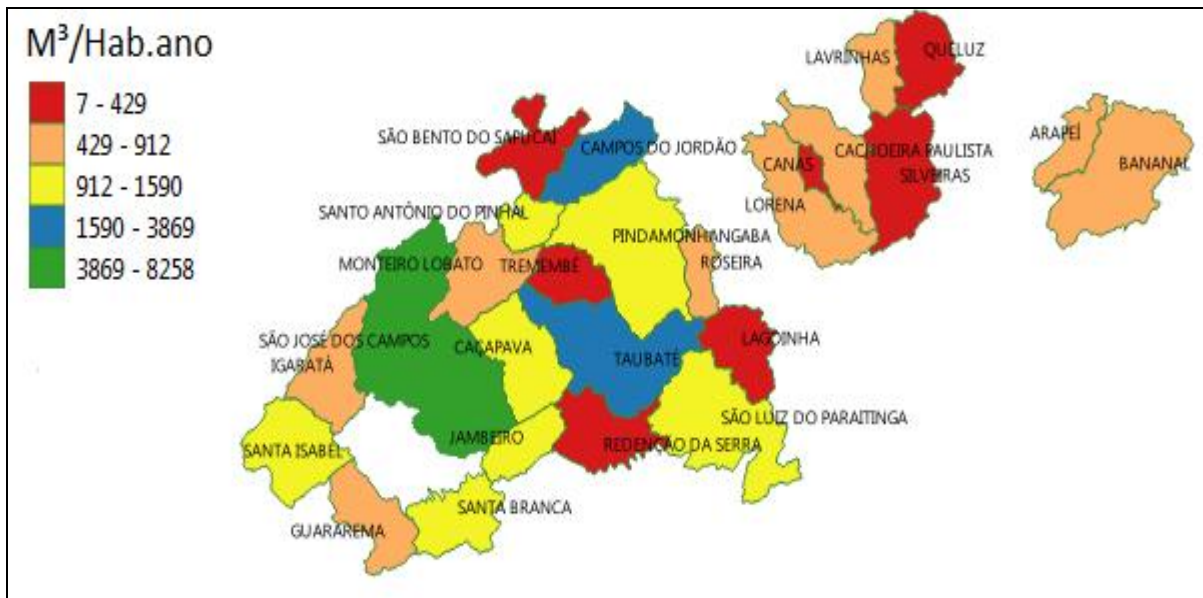 M³/Hab.ano
7 - 429
429 - 912
912 - 1590
1590 - 3869
3869 - 8258
LAVRINHAS
QUELUZ
SÃO BENTO DO SAPUCAÍ
CAMPOS DO JORDÃO
CANAS
CACHOEIRA PAULISTA
SILVEIRAS
ARAPEÍ
BANANAL
LORENA
SANTO ANTÔNIO DO PINHAL
PINDAMONHANGABA
MONTEIRO LOBATO
TREMEMBÉ
ROSEIRA
SÃO JOSÉ DOS CAMPOS
CAÇAPAVA
TAUBATÉ
LAGOINHA
IGARATÁ
SÃO LUIZ DO PARAITINGA
JAMBEIRO
REDENÇÃO DA SERRA
SANTA ISABEL
SANTA BRANCA
GUARAREMA